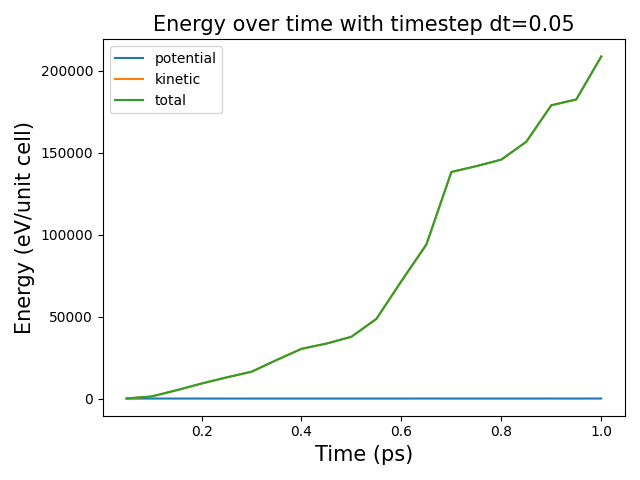 Energy over time with timestep dt=0.05
potential
kinetic
total
Energy (eV/unit cell)
200000
150000
100000
50000
0
0.2 0.4 0.6 0.8 1.0
Time (ps)